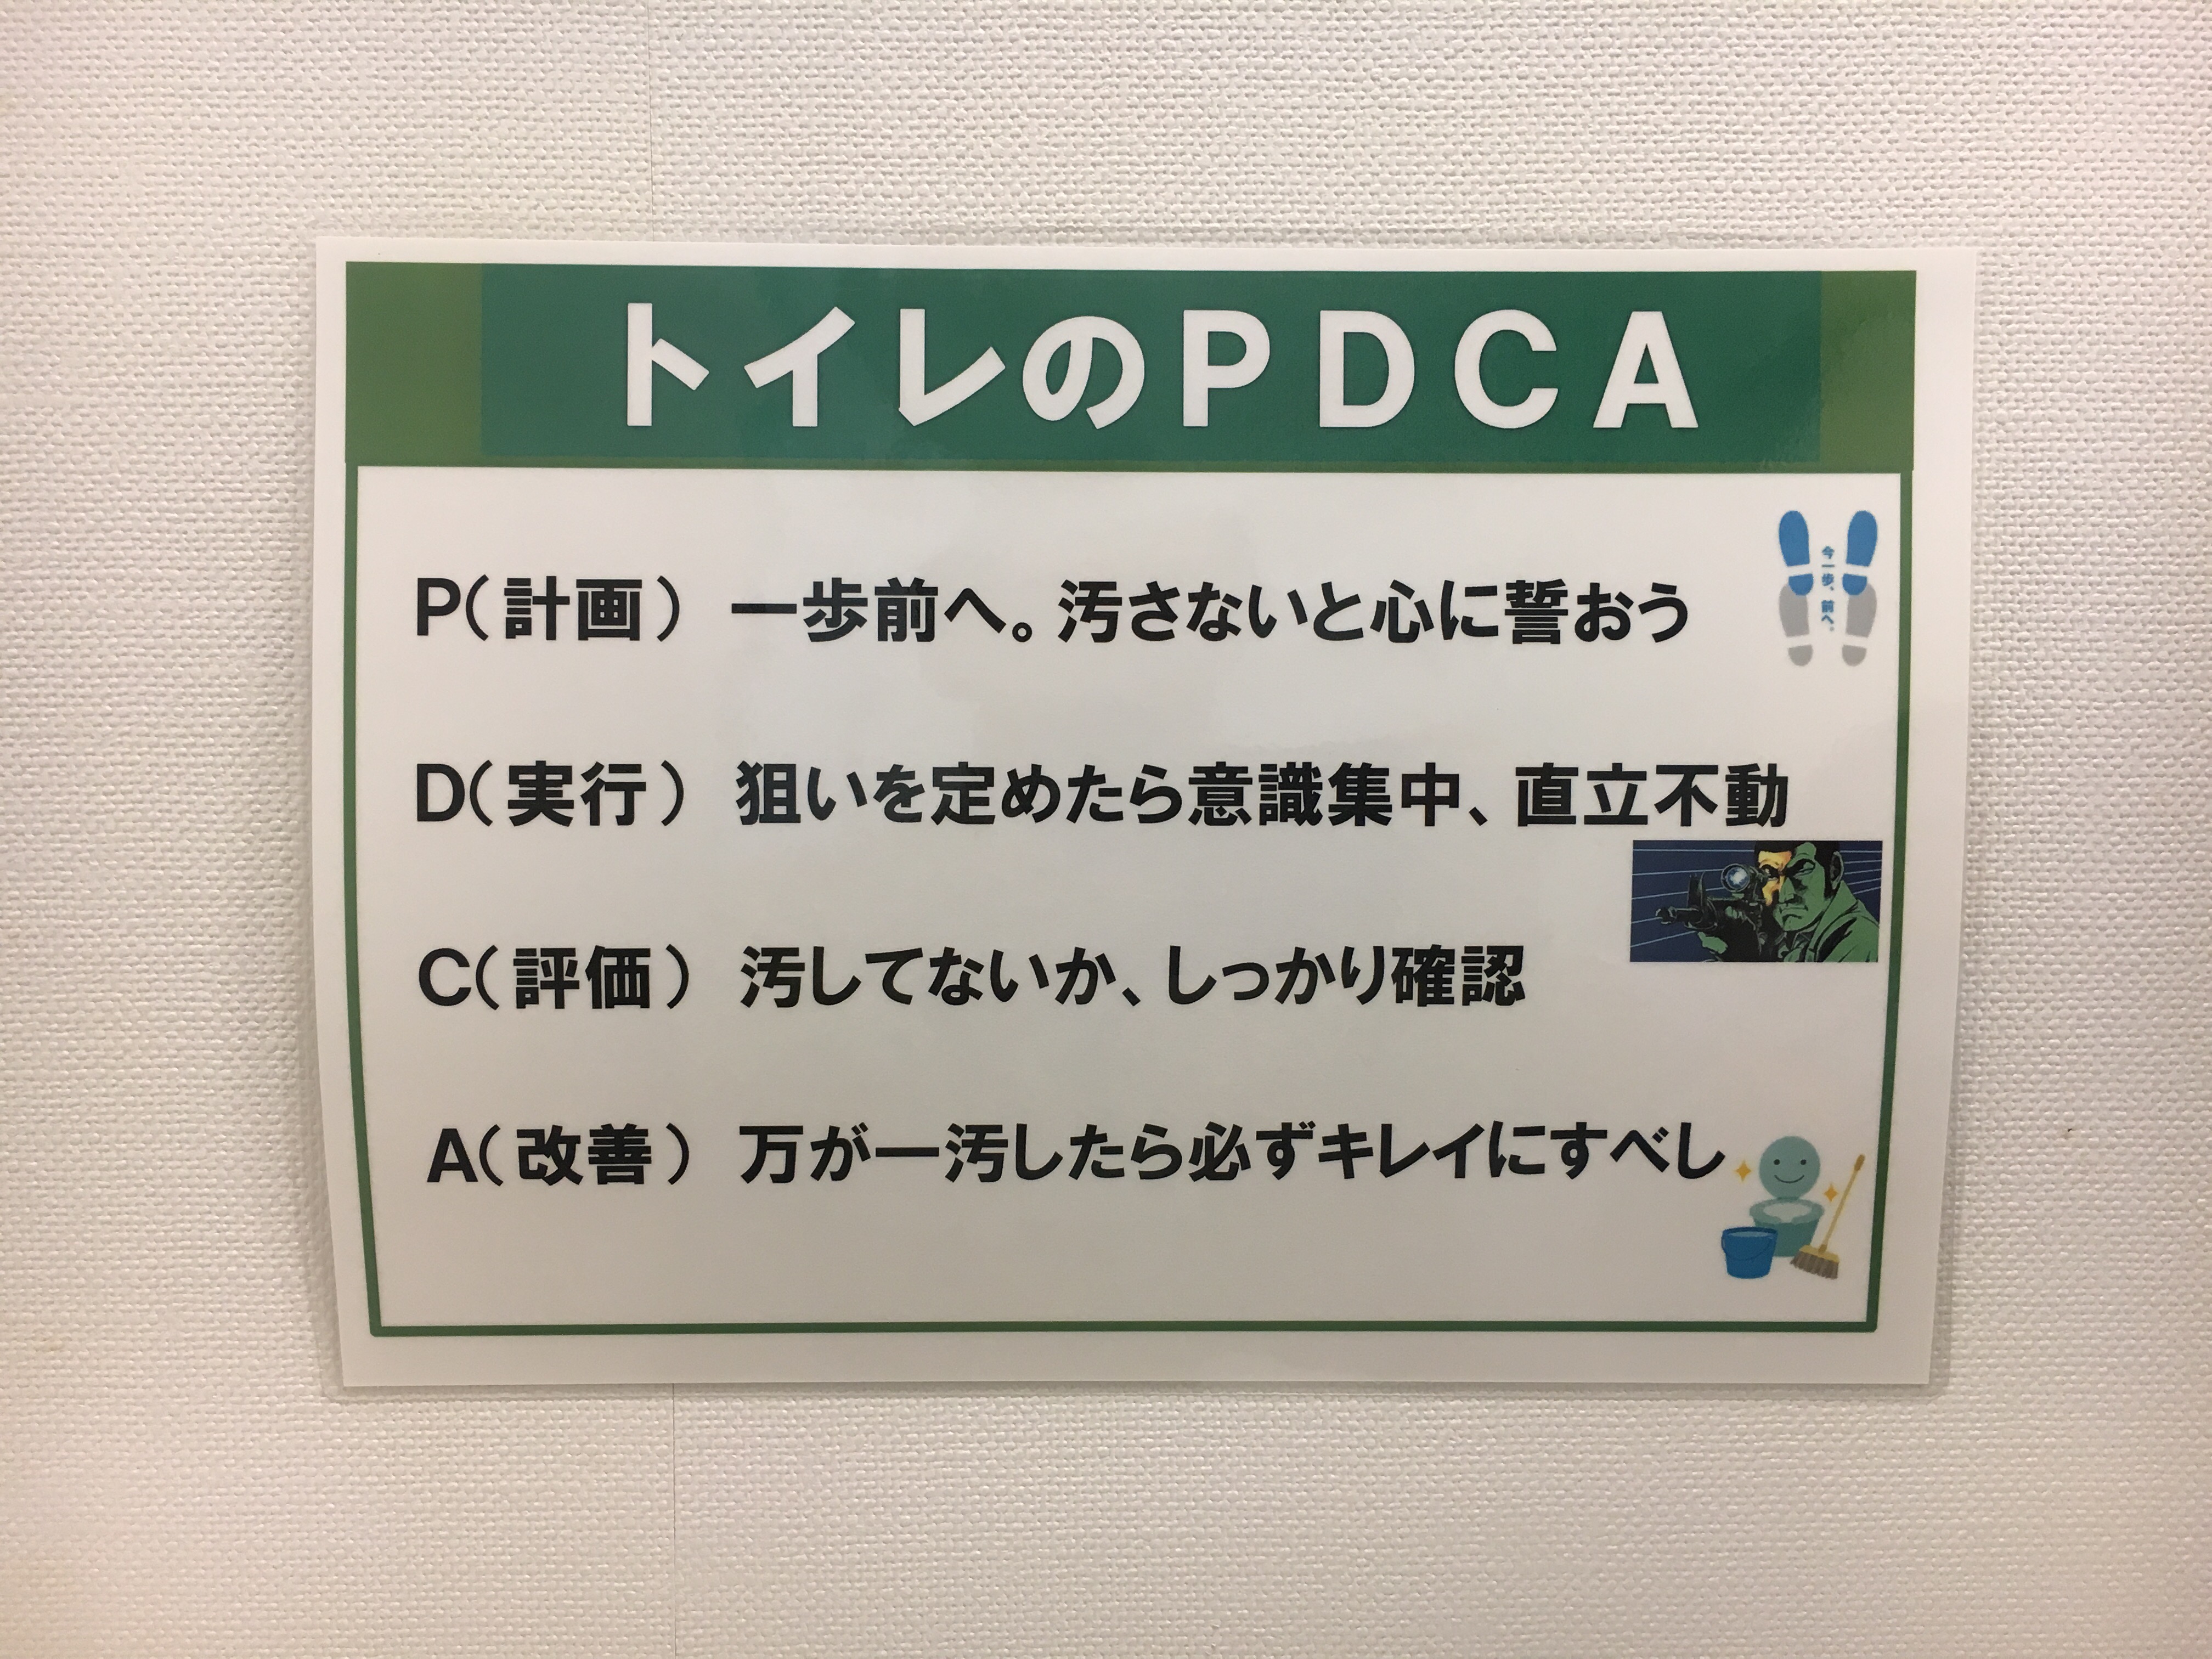 トイレのＰＤＣＡ
P（計画） 一歩前へ。汚さないと心に誓おう
今一歩、前へ。
D（実行） 狙いを定めたら意識集中、直立不動
C（評価） 汚してないか、しっかり確認
A（改善） 万が一汚したら必ずキレイにすべし